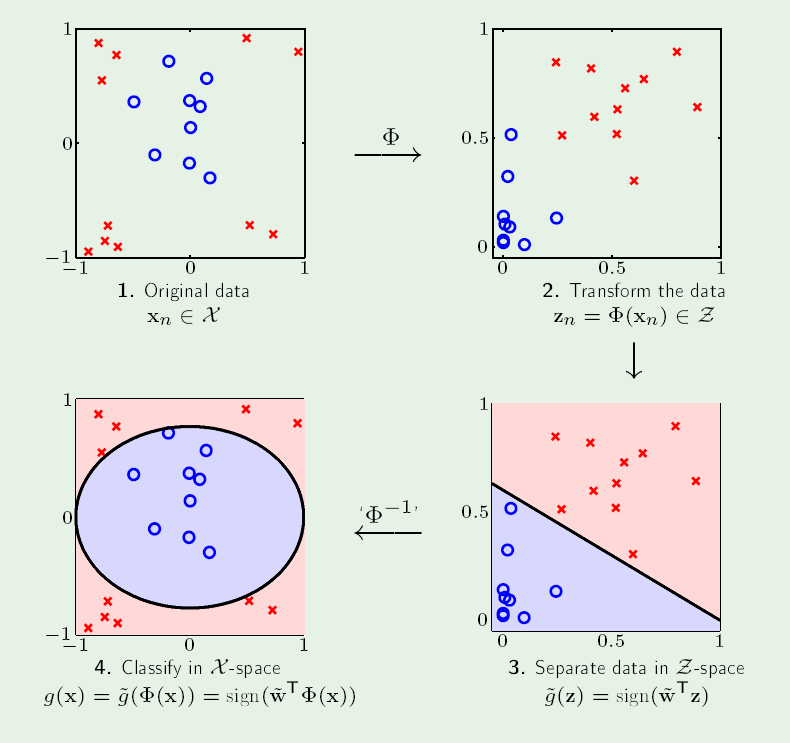 1
0
−1
−1 0 1
1. Original data
xₙ ∈ 𝒳
Φ
1
0.5
0
0 0.5 1
2. Transform the data
zₙ = Φ(xₙ) ∈ 𝒵
1
0.5
0
0 0.5 1
3. Separate data in 𝒵-space
g̃(z) = sign(w̃ᵀz)
‘Φ⁻¹’
1
0
−1
−1 0 1
4. Classify in 𝒳-space
g(x) = g̃(Φ(x)) = sign(w̃ᵀΦ(x))